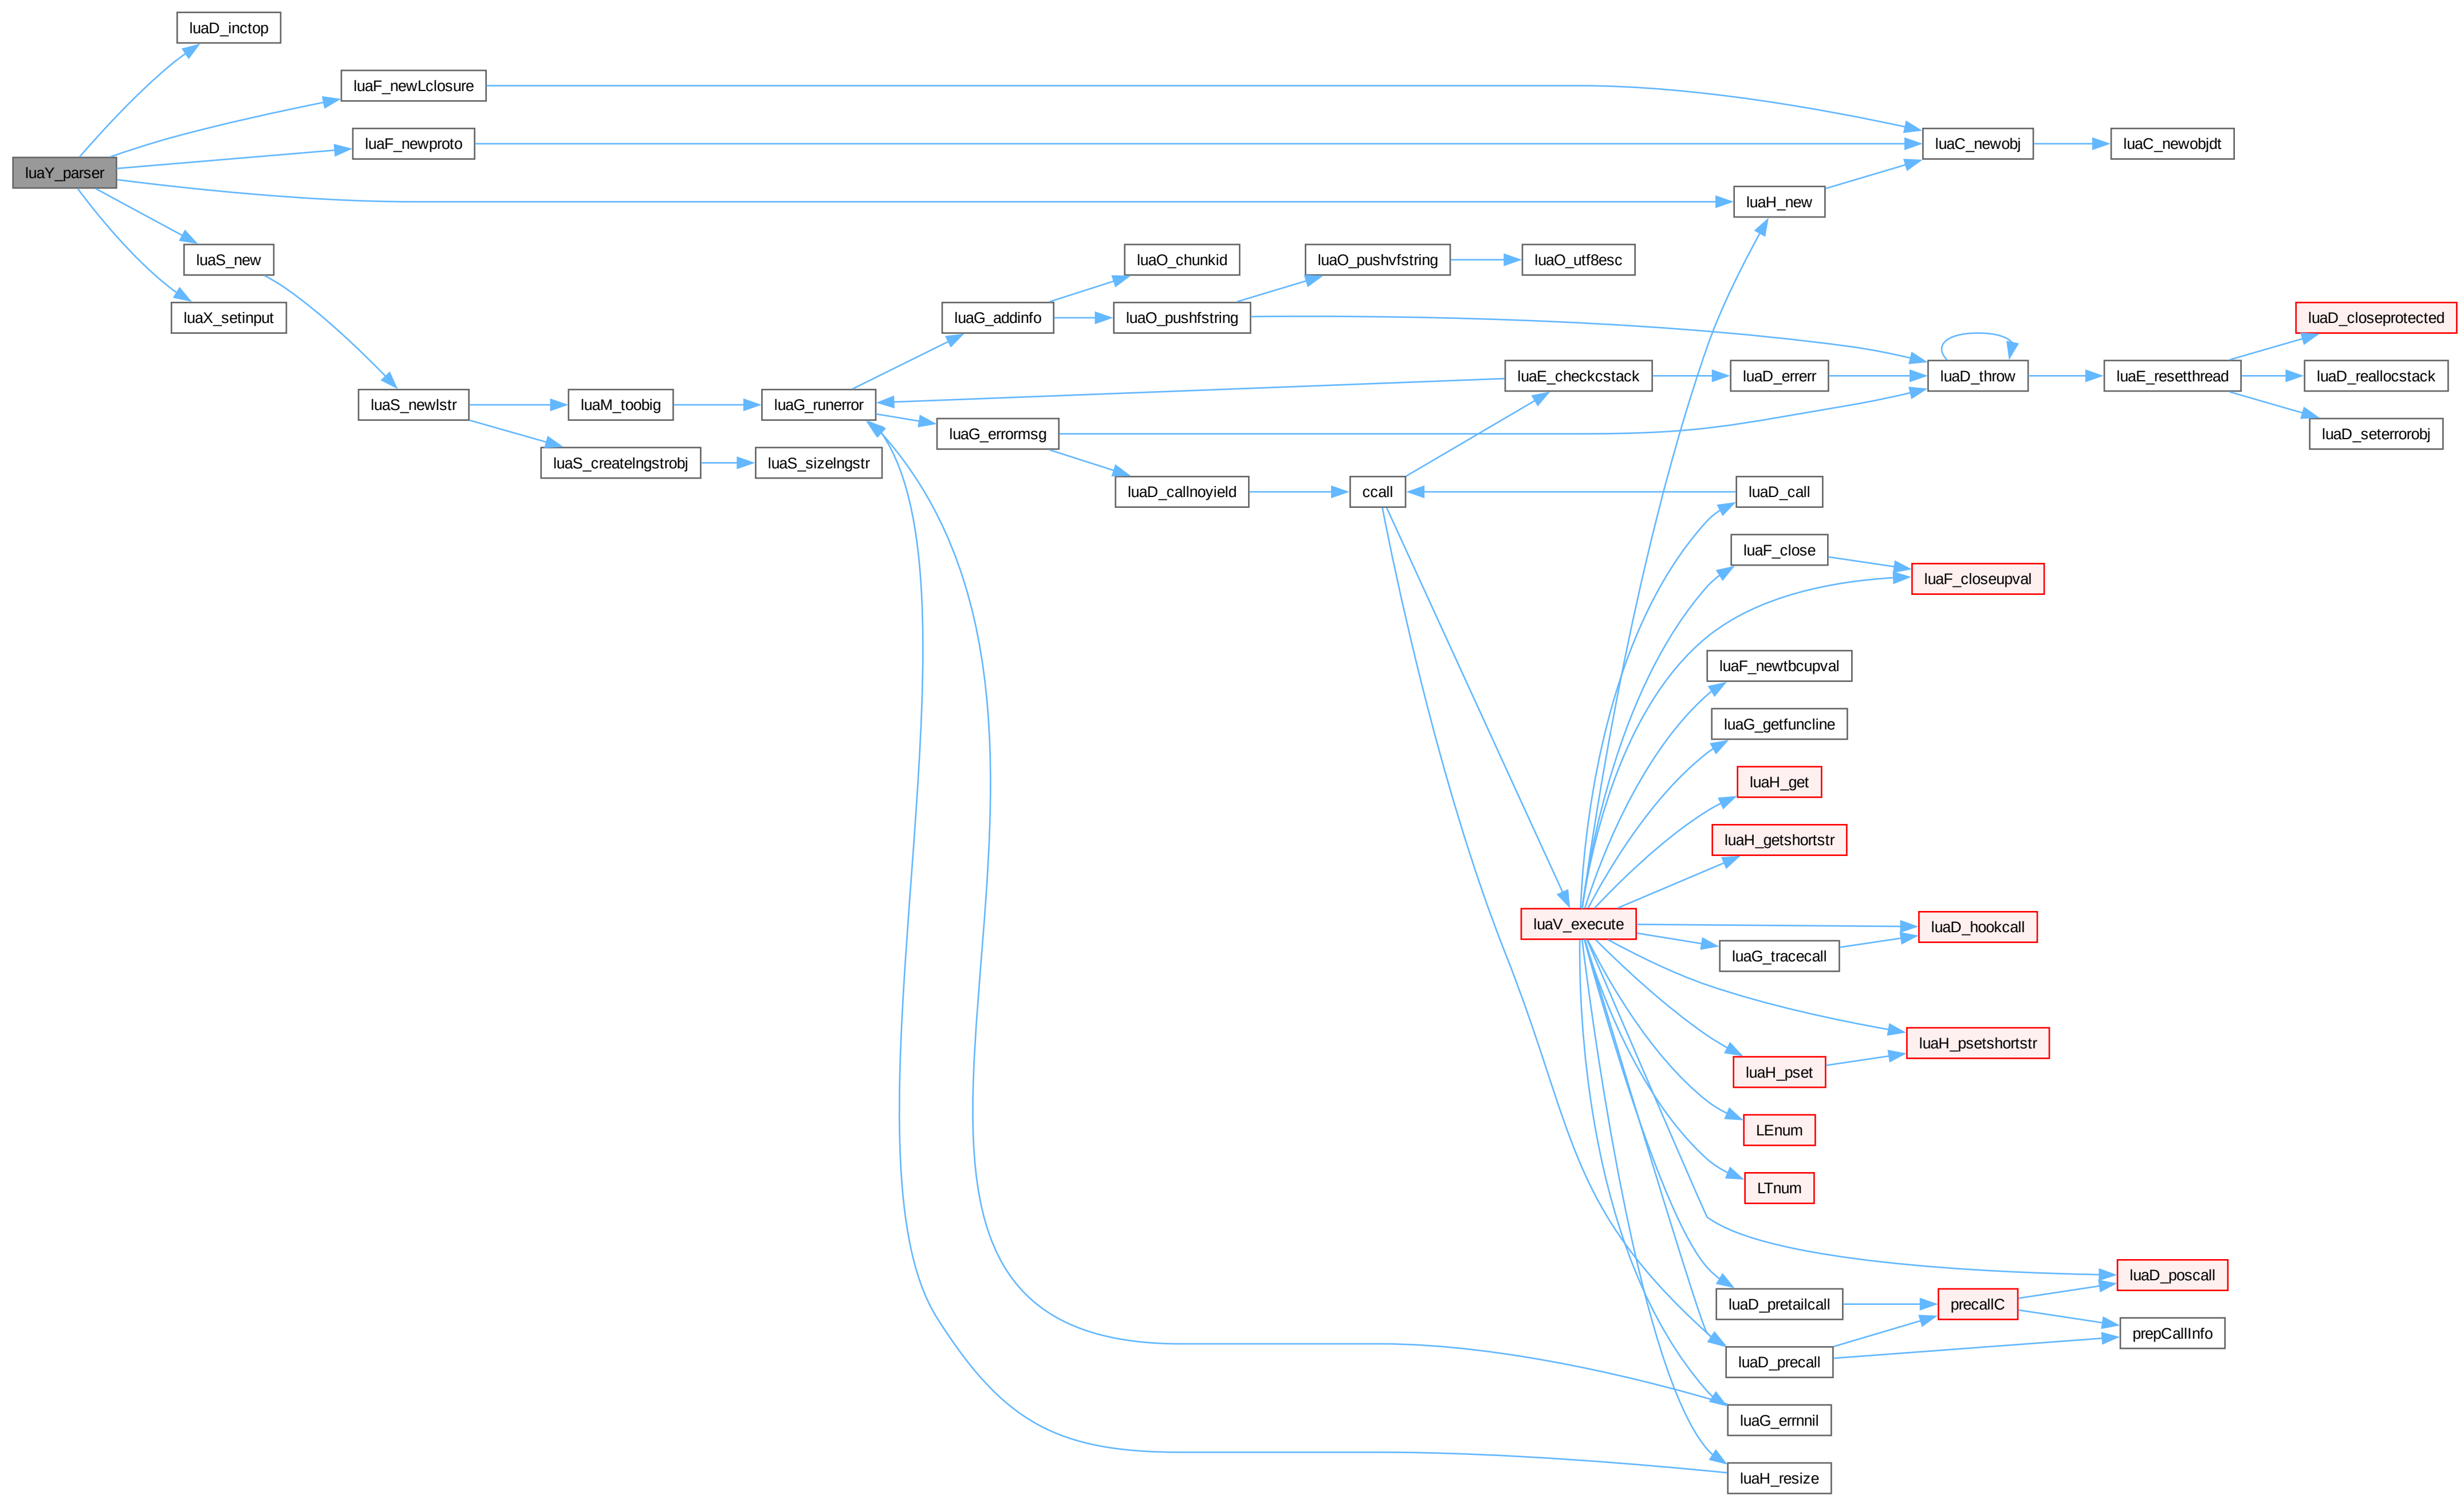 luaD_inctop
luaF_newLclosure
luaF_newproto
luaC_newobj
luaC_newobjdt
luaY_parser
luaH_new
luaS_new
luaO_chunkid
luaO_pushvfstring
luaO_utf8esc
luaX_setinput
luaG_addinfo
luaO_pushfstring
luaD_closeprotected
luaS_newlstr
luaM_toobig
luaG_runerror
luaE_checkcstack
luaD_errerr
luaD_throw
luaE_resetthread
luaD_reallocstack
luaG_errormsg
luaD_seterrorobj
luaS_createlngstrobj
luaS_sizelngstr
luaD_callnoyield
ccall
luaD_call
luaF_close
luaF_closeupval
luaF_newtbcupval
luaG_getfuncline
luaH_get
luaH_getshortstr
luaV_execute
luaD_hookcall
luaG_tracecall
luaH_psetshortstr
luaH_pset
LEnum
LTnum
luaD_poscall
luaD_pretailcall
precallC
prepCallInfo
luaD_precall
luaG_errnnil
luaH_resize